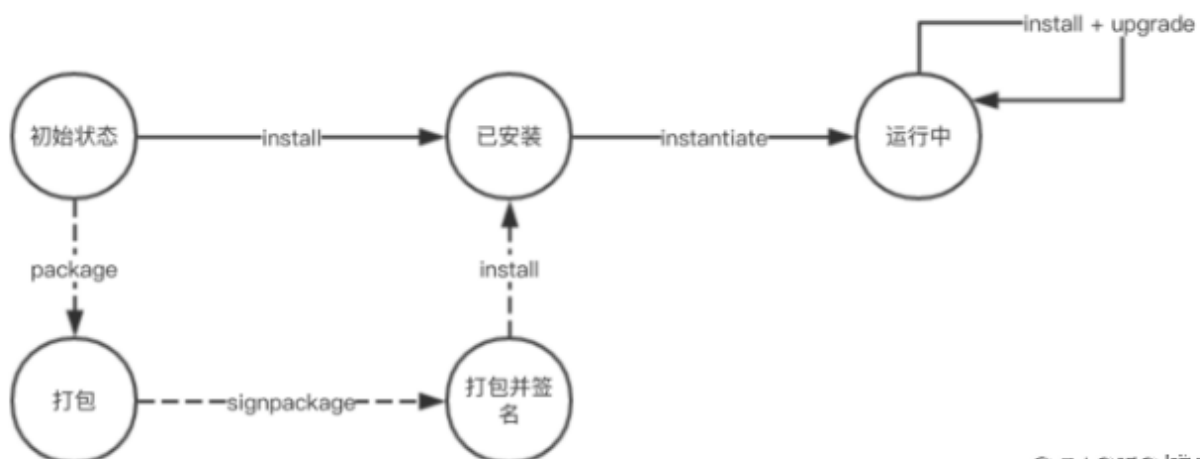 install + upgrade
初始状态
install
已安装
instantiate
运行中
package
install
打包
signpackage
打包并签
名